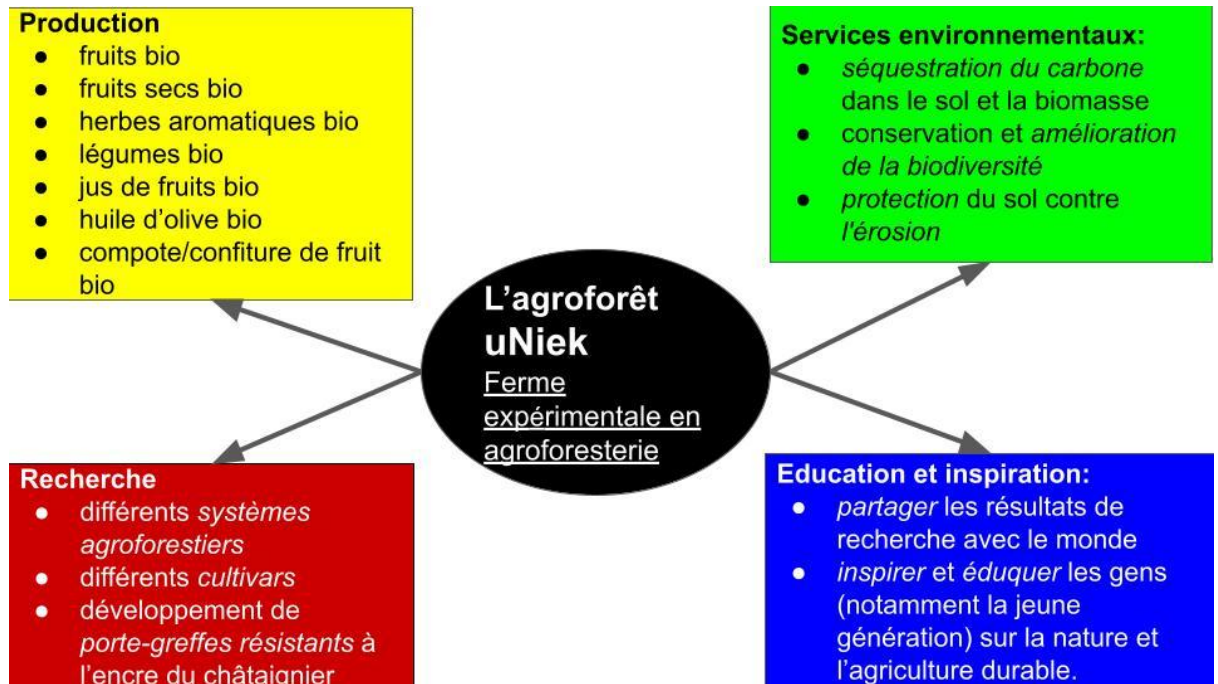 Production
● fruits bio
● fruits secs bio
● herbes aromatiques bio
● légumes bio
● jus de fruits bio
● huile d’olive bio
● compote/confiture de fruit
bio
Services environnementaux:
● séquestration du carbone
dans le sol et la biomasse
● conservation et amélioration
de la biodiversité
● protection du sol contre
l'érosion
L’agroforêt
uNiek
Ferme
expérimentale en
agroforesterie
Recherche
● différents systèmes
agroforestiers
● différents cultivars
● développement de
porte-greffes résistants à
l’encre du châtaignier
Education et inspiration:
● partager les résultats de
recherche avec le monde
● inspirer et éduquer les gens
(notamment la jeune
génération) sur la nature et
l’agriculture durable.